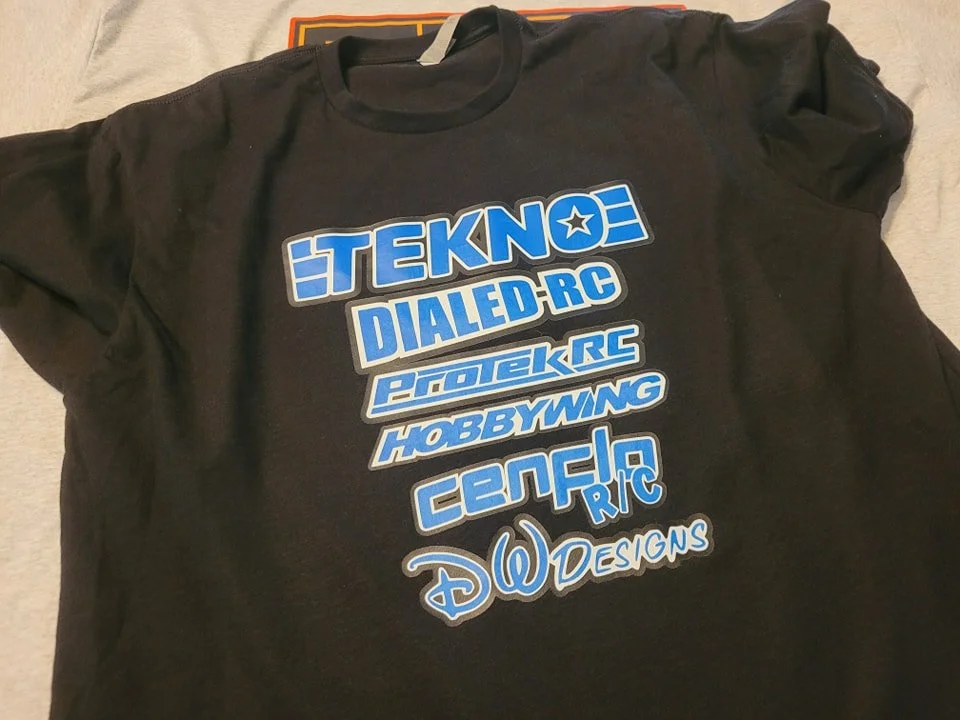 TEKNO
DIALED-RC
ProTek RC
HOBBYWING
cenflo
R/C
DW DESIGNS